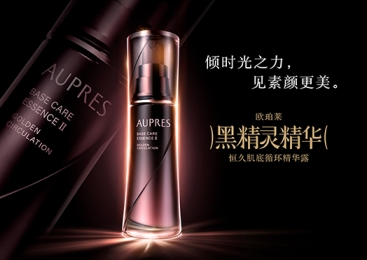 AUPRES
BASE CARE
ESSENCE II
GOLDEN
CIRCULATION
AUPRES
BASE CARE
ESSENCE II
GOLDEN
CIRCULATION
倾时光之力，
见素颜更美。
欧珀莱
黑精灵精华
恒久肌底循环精华露